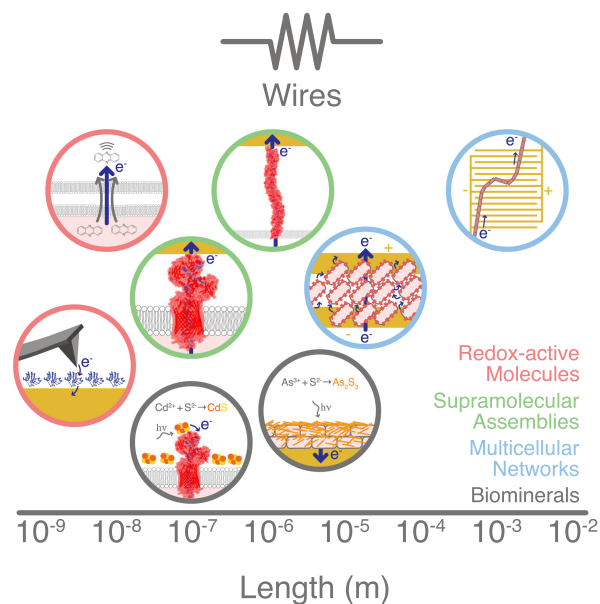 Wires
e⁻
e⁻
e⁻
- +
e⁻
e⁻
e⁻ +
-
e⁻
As³⁺ + S²⁻→As₂S₃
hν
e⁻
Cd²⁺ + S²⁻→CdS
hν
e⁻
Redox-active
Molecules
Supramolecular
Assemblies
Multicellular
Networks
Biominerals
10⁻⁹ 10⁻⁸ 10⁻⁷ 10⁻⁶ 10⁻⁵ 10⁻⁴ 10⁻³ 10⁻²
Length (m)